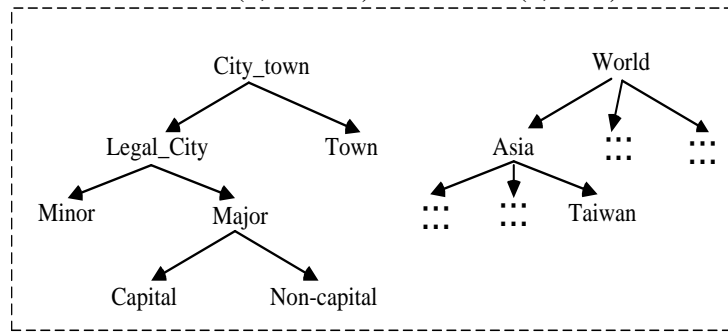 City_town
World
Legal_City
Town
Asia
Minor
Major
Taiwan
Capital
Non-capital